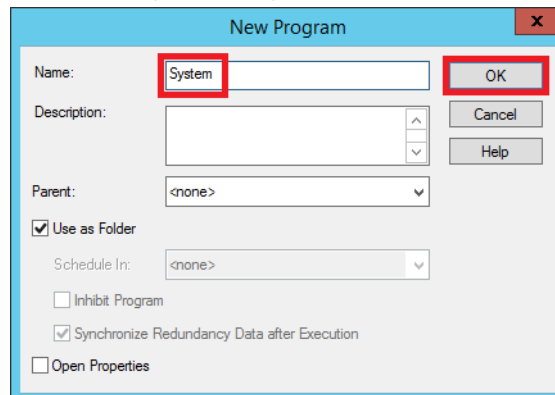 New Program
x
Name: System OK
Description: Cancel
Help
Parent: <none>
Use as Folder
Schedule In: <none>
Inhibit Program
Synchronize Redundancy Data after Execution
Open Properties